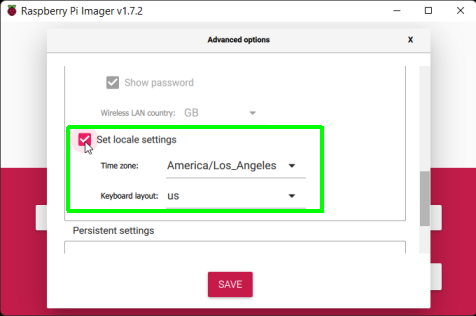 Raspberry Pi Imager v1.7.2
Advanced options
X
Show password
Wireless LAN country: GB
Set locale settings
Time zone: America/Los_Angeles
Keyboard layout: us
Persistent settings
SAVE